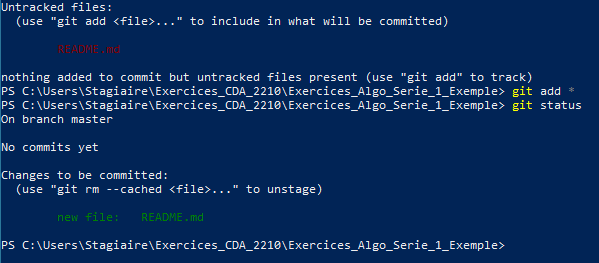 Untracked files:
  (use "git add <file>..." to include in what will be committed)
        README.md
nothing added to commit but untracked files present (use "git add" to track)
PS C:\Users\Stagiaire\Exercices_CDA_2210\Exercices_Algo_Serie_1_Exemple> git add *
PS C:\Users\Stagiaire\Exercices_CDA_2210\Exercices_Algo_Serie_1_Exemple> git status
On branch master
No commits yet
Changes to be committed:
  (use "git rm --cached <file>..." to unstage)
        new file:   README.md
PS C:\Users\Stagiaire\Exercices_CDA_2210\Exercices_Algo_Serie_1_Exemple>